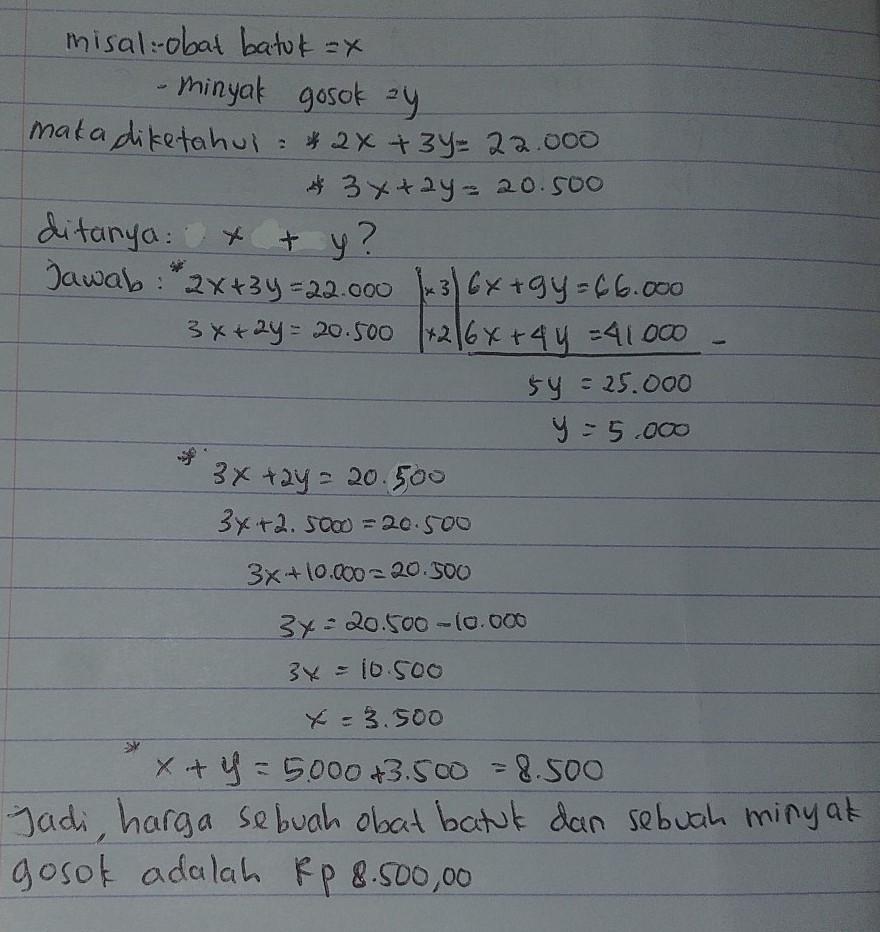 misal:-obat batuk = x
- minyak gosok = y
maka diketahui : * 2x + 3y = 22.000
* 3x + 2y = 20.500
ditanya: x + y?
Jawab : * 2x + 3y = 22.000 |x3| 6x + 9y = 66.000
3x + 2y = 20.500 |x2| 6x + 4y = 41000 -
5y = 25.000
y = 5.000
* 3x + 2y = 20.500
3x + 2. 5000 = 20.500
3x + 10.000 = 20.500
3x = 20.500 - 10.000
3x = 10.500
x = 3.500
* x + y = 5000 + 3.500 = 8.500
Jadi, harga sebuah obat batuk dan sebuah minyak
gosok adalah Rp 8.500,00